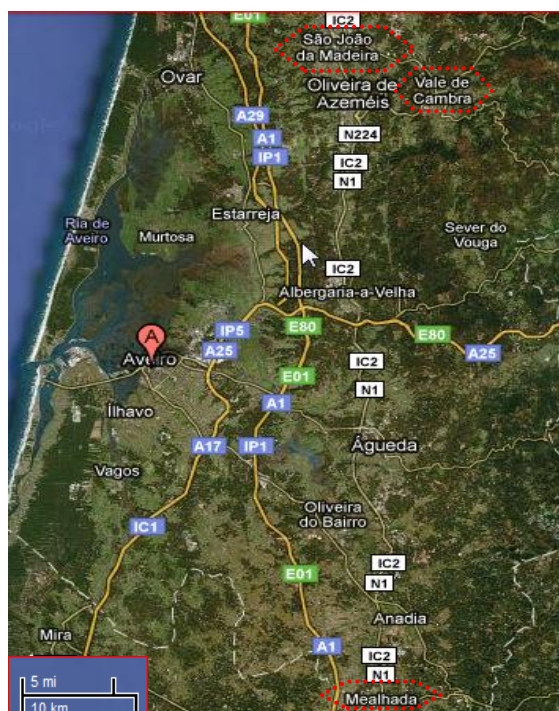 E01
IC2
São João
da Madeira
Ovar
Oliveira de
Azeméis
Vale de
Cambra
A29
A1
N224
IP1
IC2
N1
Estarreja
Ria de
Aveiro
Murtosa
Sever do
Vouga
IC2
Albergaria-a-Velha
IP5
E80
E80
A
Aveiro
A25
A25
IC2
E01
N1
A1
Ílhavo
A17
IP1
Águeda
Vagos
Oliveira
do Bairro
IC1
IC2
E01
N1
Anadia
Mira
A1
IC2
N1
5 mi
Mealhada
10 km